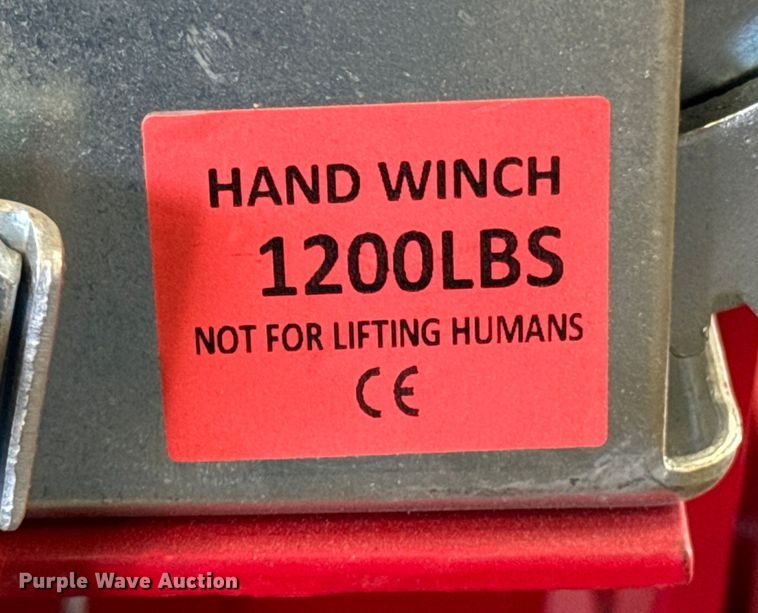 HAND WINCH
1200LBS
NOT FOR LIFTING HUMANS
CE
Purple Wave Auction